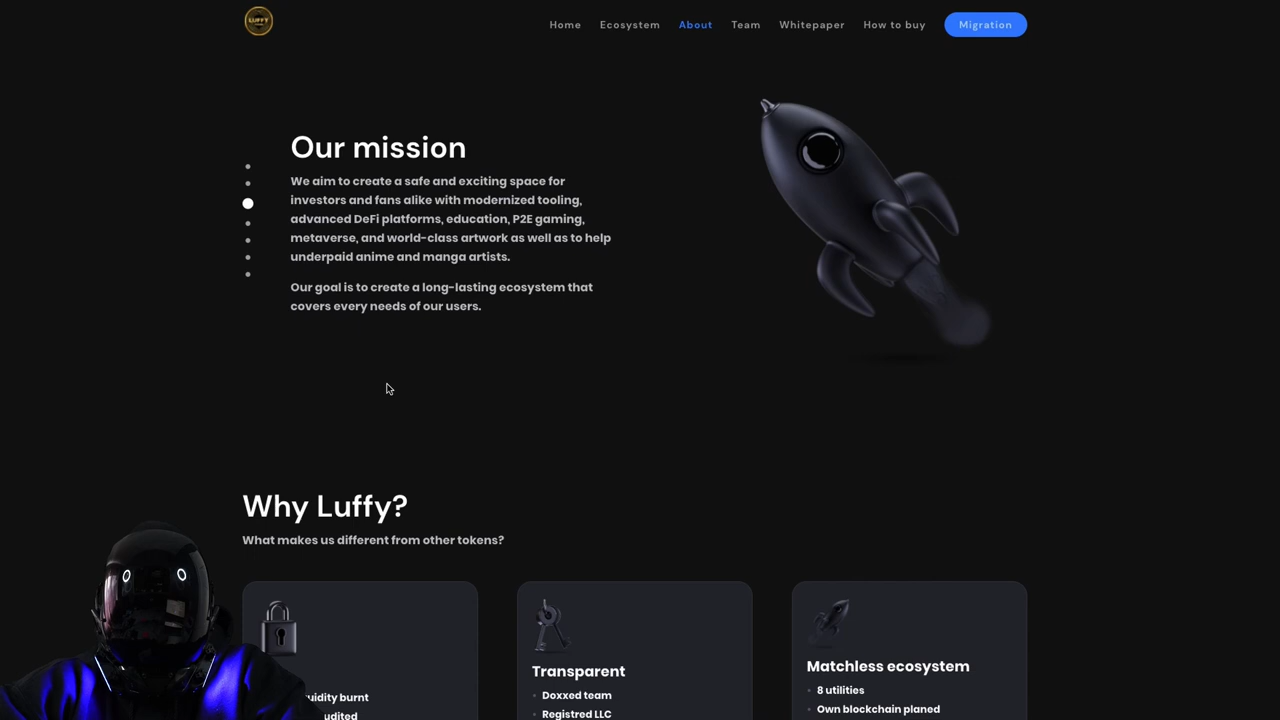 LUFFY
Home Ecosystem About Team Whitepaper How to buy Migration
Our mission
We aim to create a safe and exciting space for
investors and fans alike with modernized tooling,
advanced DeFi platforms, education, P2E gaming,
metaverse, and world-class artwork as well as to help
underpaid anime and manga artists.
Our goal is to create a long-lasting ecosystem that
covers every needs of our users.
Why Luffy?
What makes us different from other tokens?
burnt
Transparent
Doxxed team
Registred LLC
Matchless ecosystem
8 utilities
Own blockchain planed